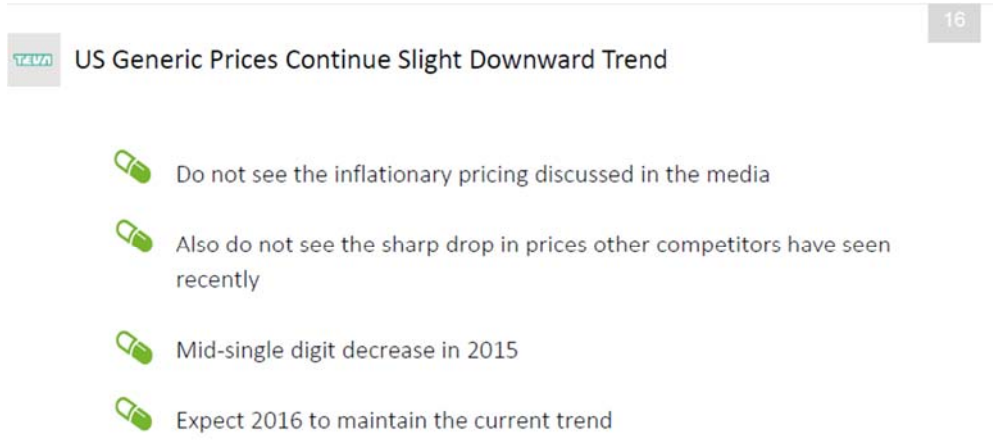 16
TEVA
US Generic Prices Continue Slight Downward Trend
Do not see the inflationary pricing discussed in the media
Also do not see the sharp drop in prices other competitors have seen
recently
Mid-single digit decrease in 2015
Expect 2016 to maintain the current trend